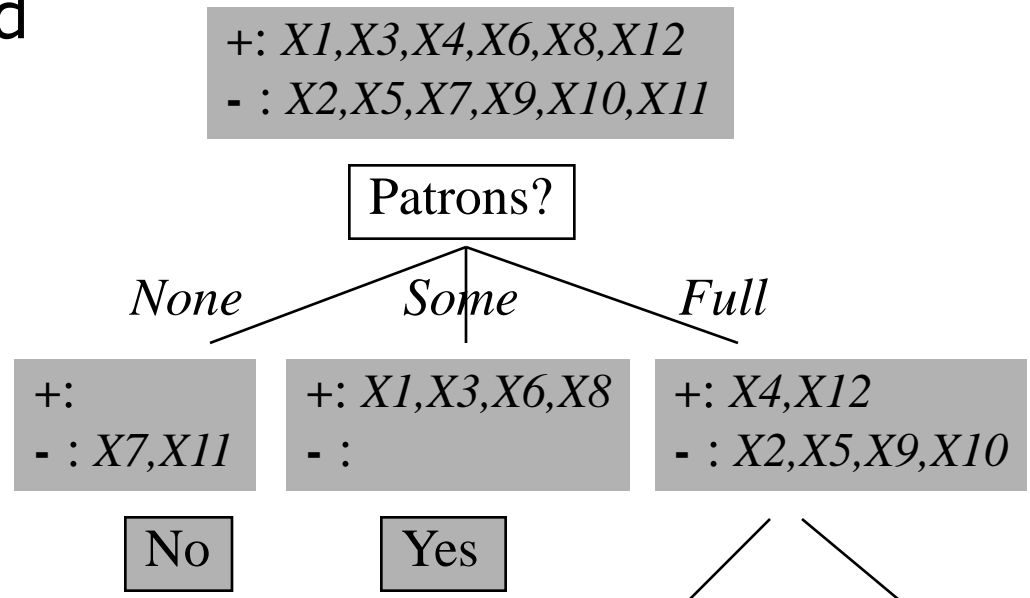 d
+: X1,X3,X4,X6,X8,X12
- : X2,X5,X7,X9,X10,X11
Patrons?
None Some Full
+:
- : X7,X11
+: X1,X3,X6,X8
- :
+: X4,X12
- : X2,X5,X9,X10
No
Yes